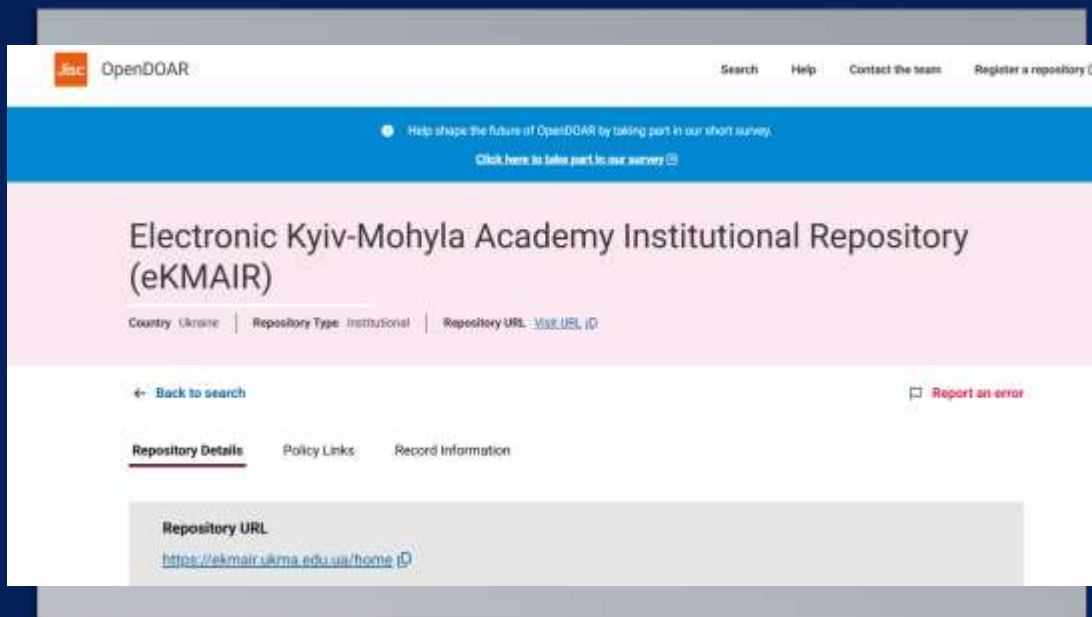 Jisc OpenDOAR Search Help Contact the team Register a repository
Help shape the future of OpenDOAR by taking part in our short survey.
Click here to take part in our survey
Electronic Kyiv-Mohyla Academy Institutional Repository
(eKMAIR)
Country Ukraine Repository Type Institutional Repository URL Visit URL
Back to search Report an error
Repository Details Policy Links Record Information
Repository URL
https://ekmair.ukma.edu.ua/home